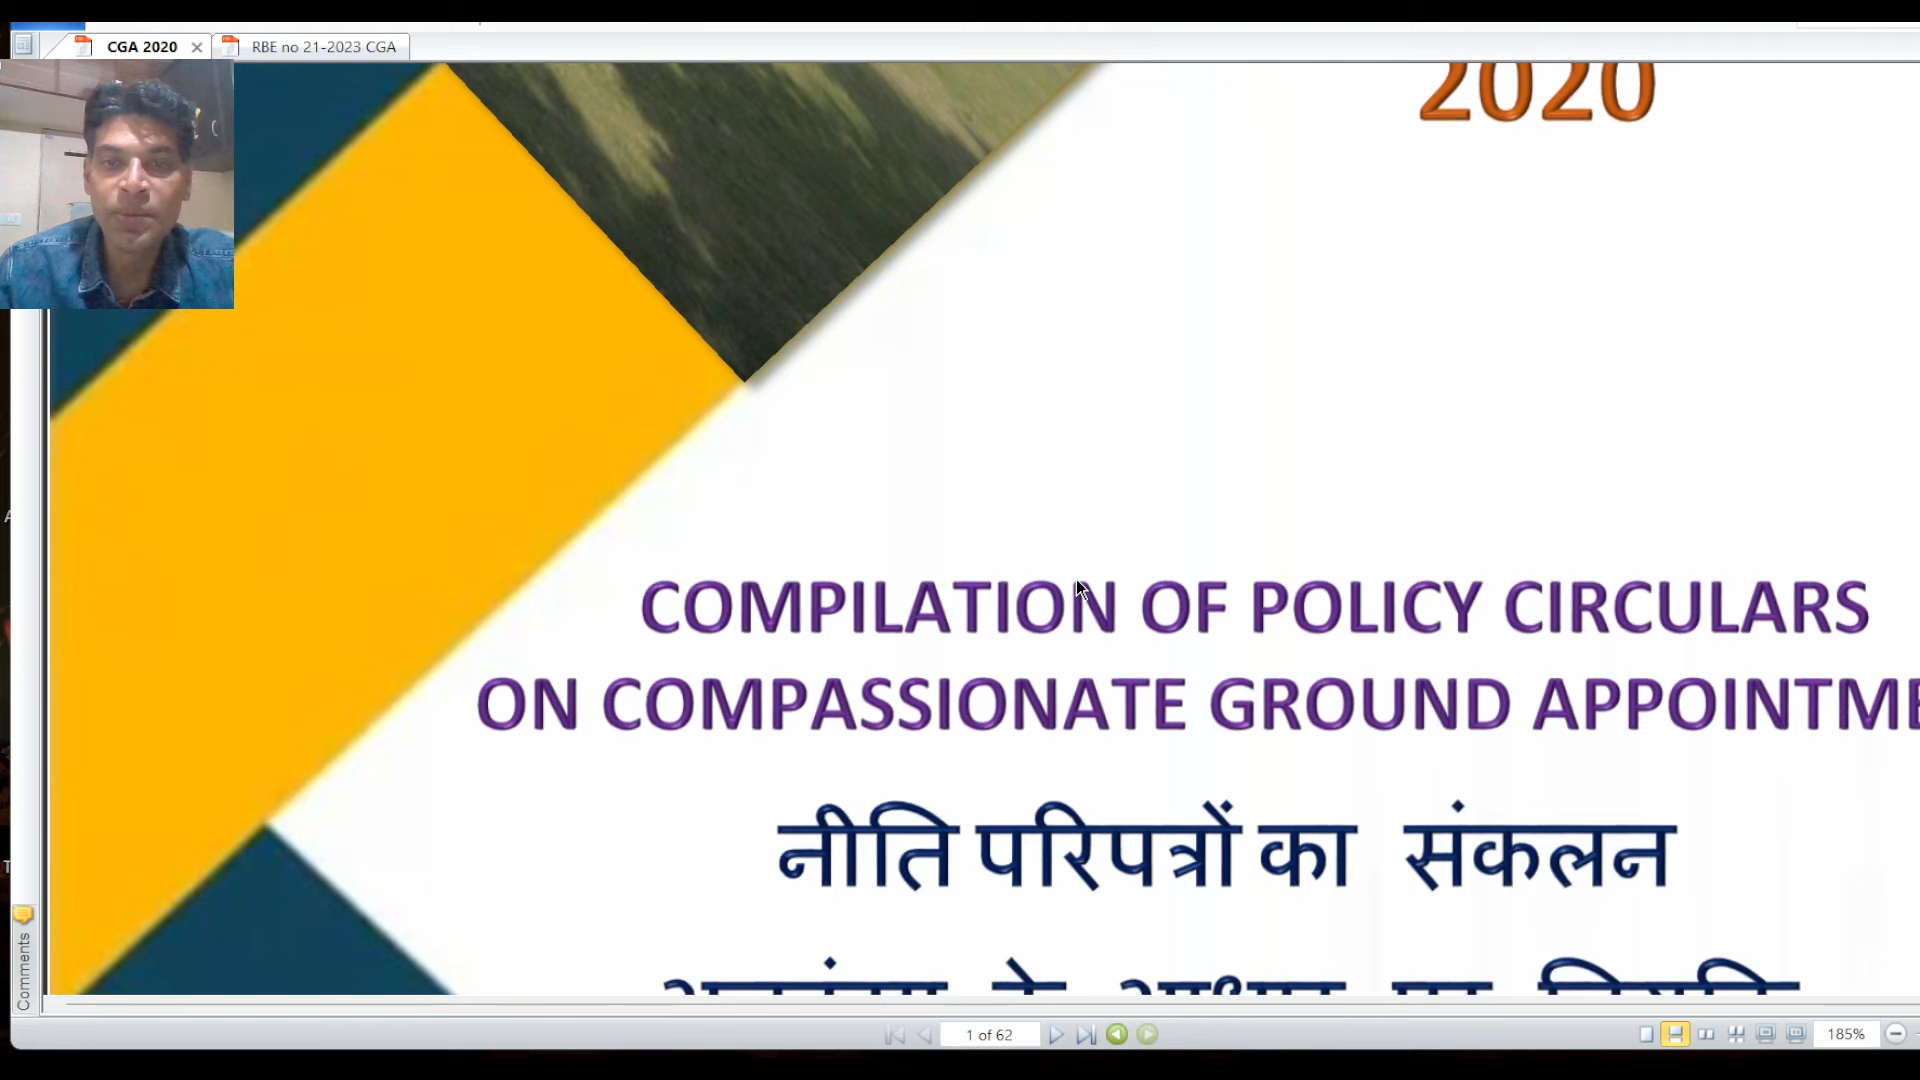 CGA 2020
RBE no 21-2023 CGA
2020
COMPILATION OF POLICY CIRCULARS
ON COMPASSIONATE GROUND APPOINTME
नीति परिपत्रों का संकलन
Comments
1 of 62
185%